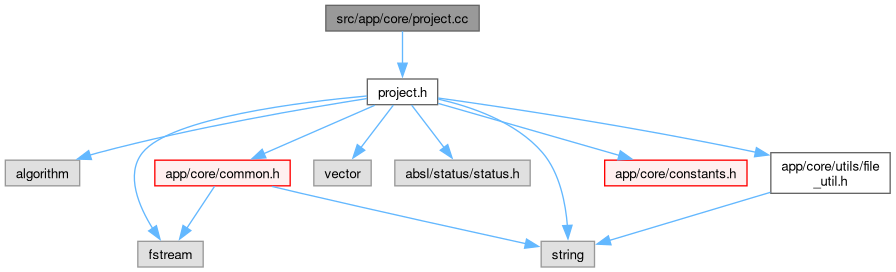 src/app/core/project.cc
project.h
algorithm
app/core/common.h
vector
absl/status/status.h
app/core/constants.h
app/core/utils/file
_util.h
fstream
string